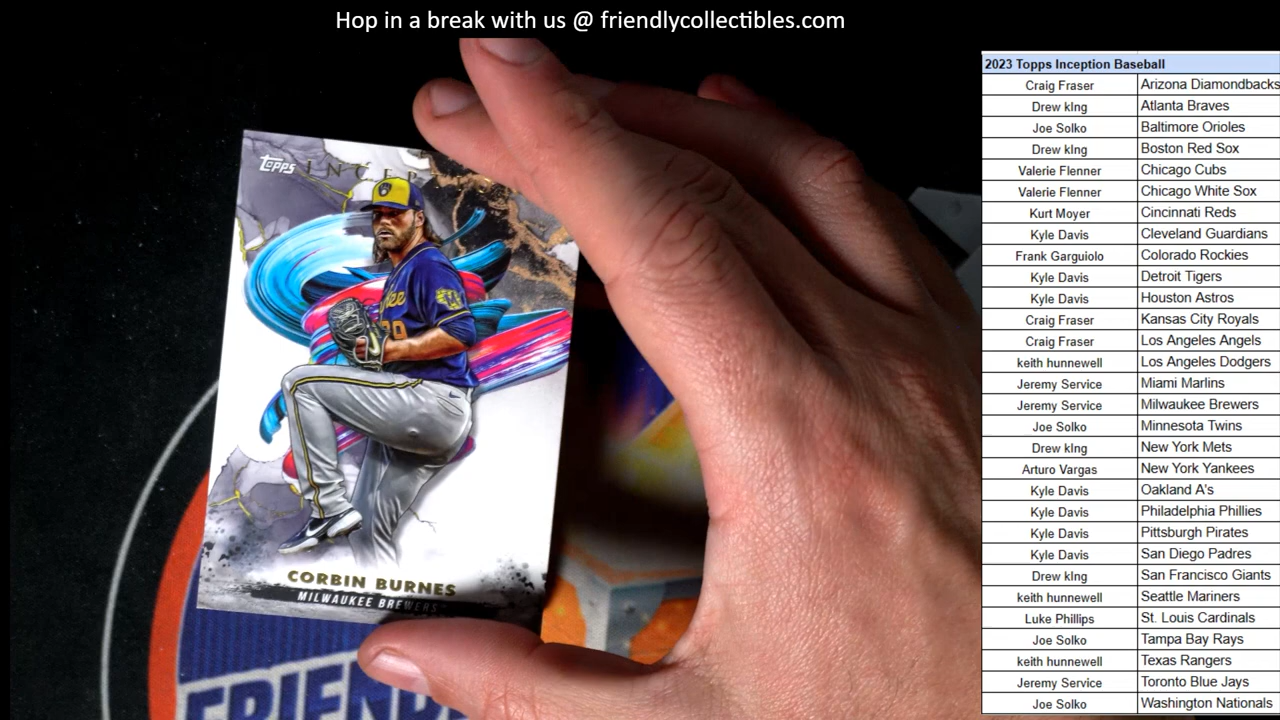 Hop in a break with us @ friendlycollectibles.com
2023 Topps Inception Baseball
Craig Fraser Arizona Diamondbacks
Drew kIng Atlanta Braves
Joe Solko Baltimore Orioles
Drew kIng Boston Red Sox
Valerie Flenner Chicago Cubs
Valerie Flenner Chicago White Sox
Kurt Moyer Cincinnati Reds
Kyle Davis Cleveland Guardians
Frank Garguiolo Colorado Rockies
Kyle Davis Detroit Tigers
Kyle Davis Houston Astros
Craig Fraser Kansas City Royals
Craig Fraser Los Angeles Angels
keith hunnewell Los Angeles Dodgers
Jeremy Service Miami Marlins
Jeremy Service Milwaukee Brewers
Joe Solko Minnesota Twins
Drew kIng New York Mets
Arturo Vargas New York Yankees
Kyle Davis Oakland A's
Kyle Davis Philadelphia Phillies
Kyle Davis Pittsburgh Pirates
Kyle Davis San Diego Padres
Drew kIng San Francisco Giants
keith hunnewell Seattle Mariners
Luke Phillips St. Louis Cardinals
Joe Solko Tampa Bay Rays
keith hunnewell Texas Rangers
Jeremy Service Toronto Blue Jays
Joe Solko Washington Nationals
Topps
CORBIN BURNES
MILWAUKEE BREWERS